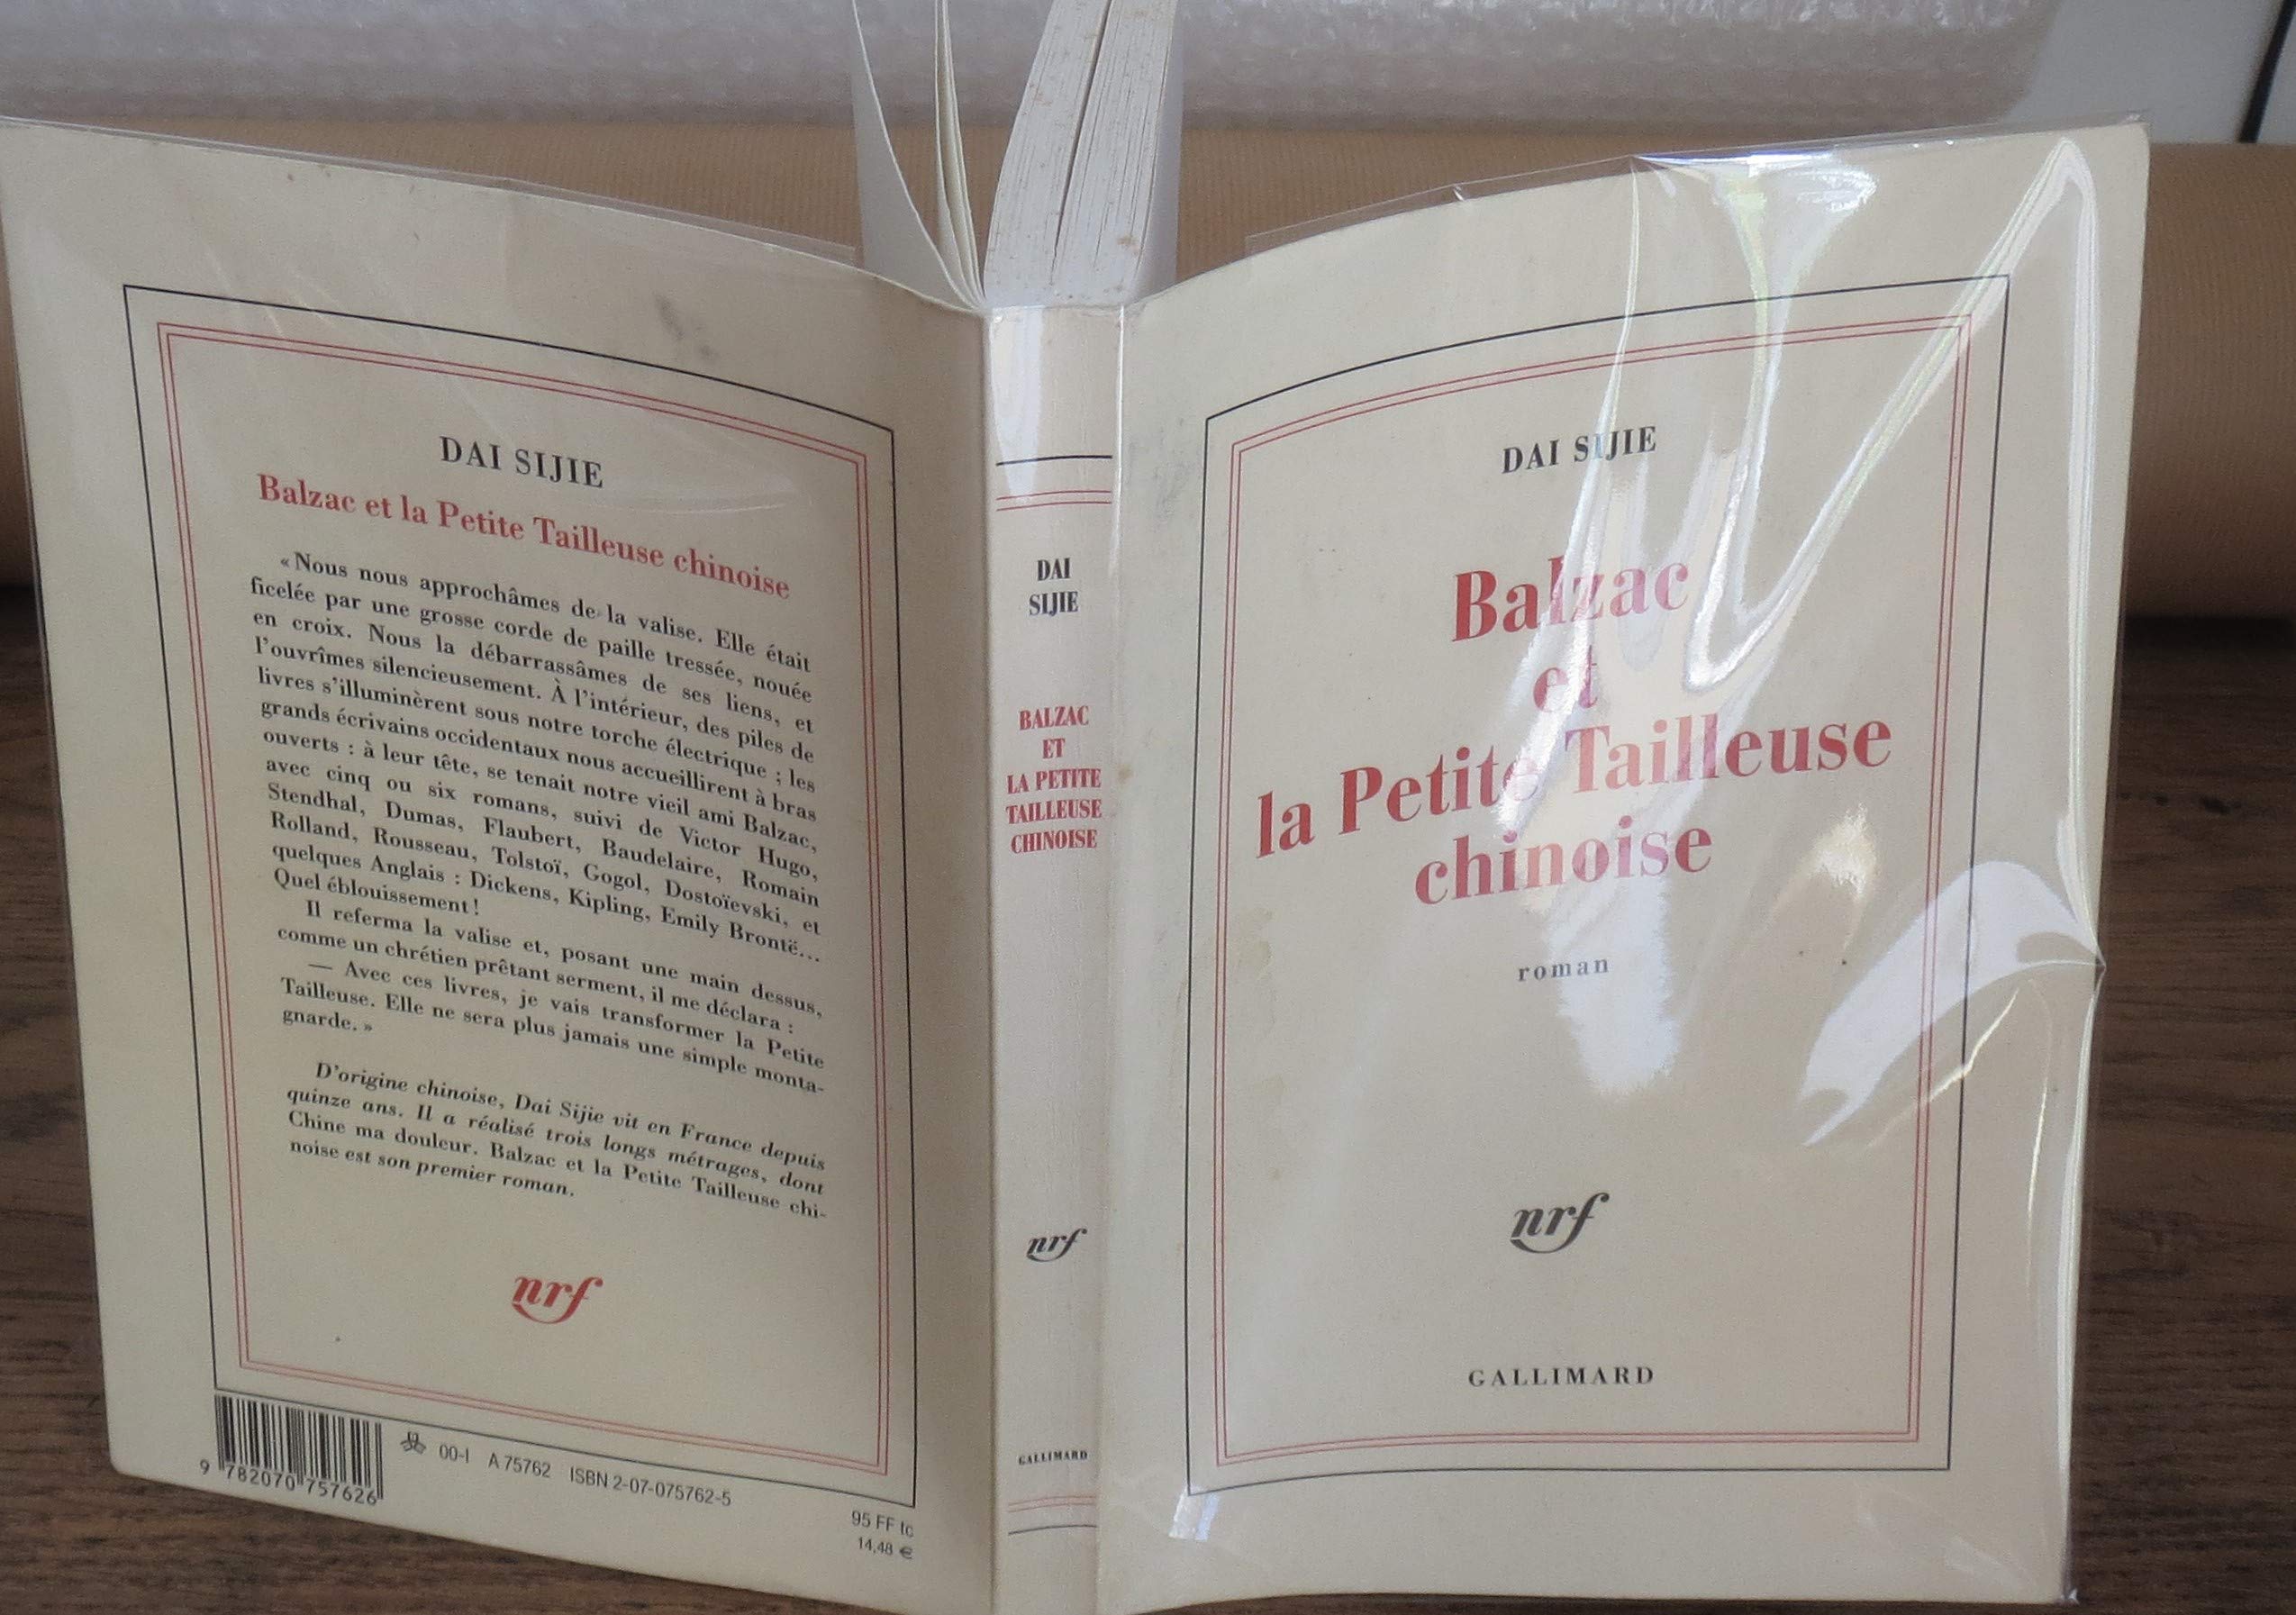 DAI SIJIE
Balzac et la Petite Tailleuse chinoise
« Nous nous approchâmes de la valise. Elle était
ficelée par une grosse corde de paille tressée, nouée
en croix. Nous la débarrassâmes de ses liens, et
l'ouvrîmes silencieusement. À l'intérieur, des piles de
livres s'illuminèrent sous notre torche électrique ; les
grands écrivains occidentaux nous accueillirent à bras
ouverts : à leur tête, se tenait notre vieil ami Balzac,
avec cinq ou six romans, suivi de Victor Hugo,
Stendhal, Dumas, Flaubert, Baudelaire, Romain
Rolland, Rousseau, Tolstoï, Gogol, Dostoïevski, et
quelques Anglais : Dickens, Kipling, Emily Brontë...
Quel éblouissement !
Il referma la valise et, posant une main dessus,
comme un chrétien prêtant serment, il me déclara :
— Avec ces livres, je vais transformer la Petite
Tailleuse. Elle ne sera plus jamais une simple monta-
gnarde. »
D'origine chinoise, Dai Sijie vit en France depuis
quinze ans. Il a réalisé trois longs métrages, dont
Chine ma douleur. Balzac et la Petite Tailleuse chi-
noise est son premier roman.
nrf
9 782070 757626
00-I A 75762 ISBN 2-07-075762-5
95 FF tc
14,48 €
DAI
SIJIE
BALZAC
ET
LA PETITE
TAILLEUSE
CHINOISE
nrf
GALLIMARD
DAI SIJIE
Balzac
et
la Petite Tailleuse
chinoise
roman
nrf
GALLIMARD